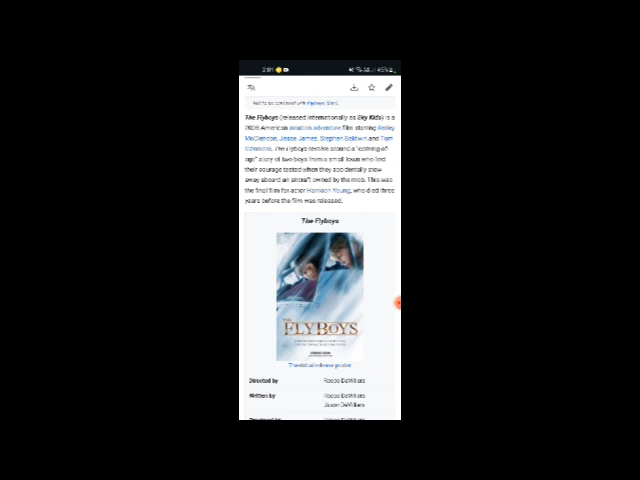 2:01
45%
Not to be confused with Flyboys (film).
The Flyboys (released internationally as Sky Kids) is a
2008 American aviation adventure film starring Reiley
McClendon, Jesse James, Stephen Baldwin and Tom
Sizemore. The Flyboys revolve around a "coming-of-
age" story of two boys from a small town who find
their courage tested when they accidentally stow
away aboard an aircraft owned by the mob. This was
the final film for actor Harrison Young, who died three
years before the film was released.
The Flyboys
THE
FLYBOYS
Theatrical release poster
Directed by Rocco DeVilliers
Written by Rocco DeVilliers
Jason DeVilliers